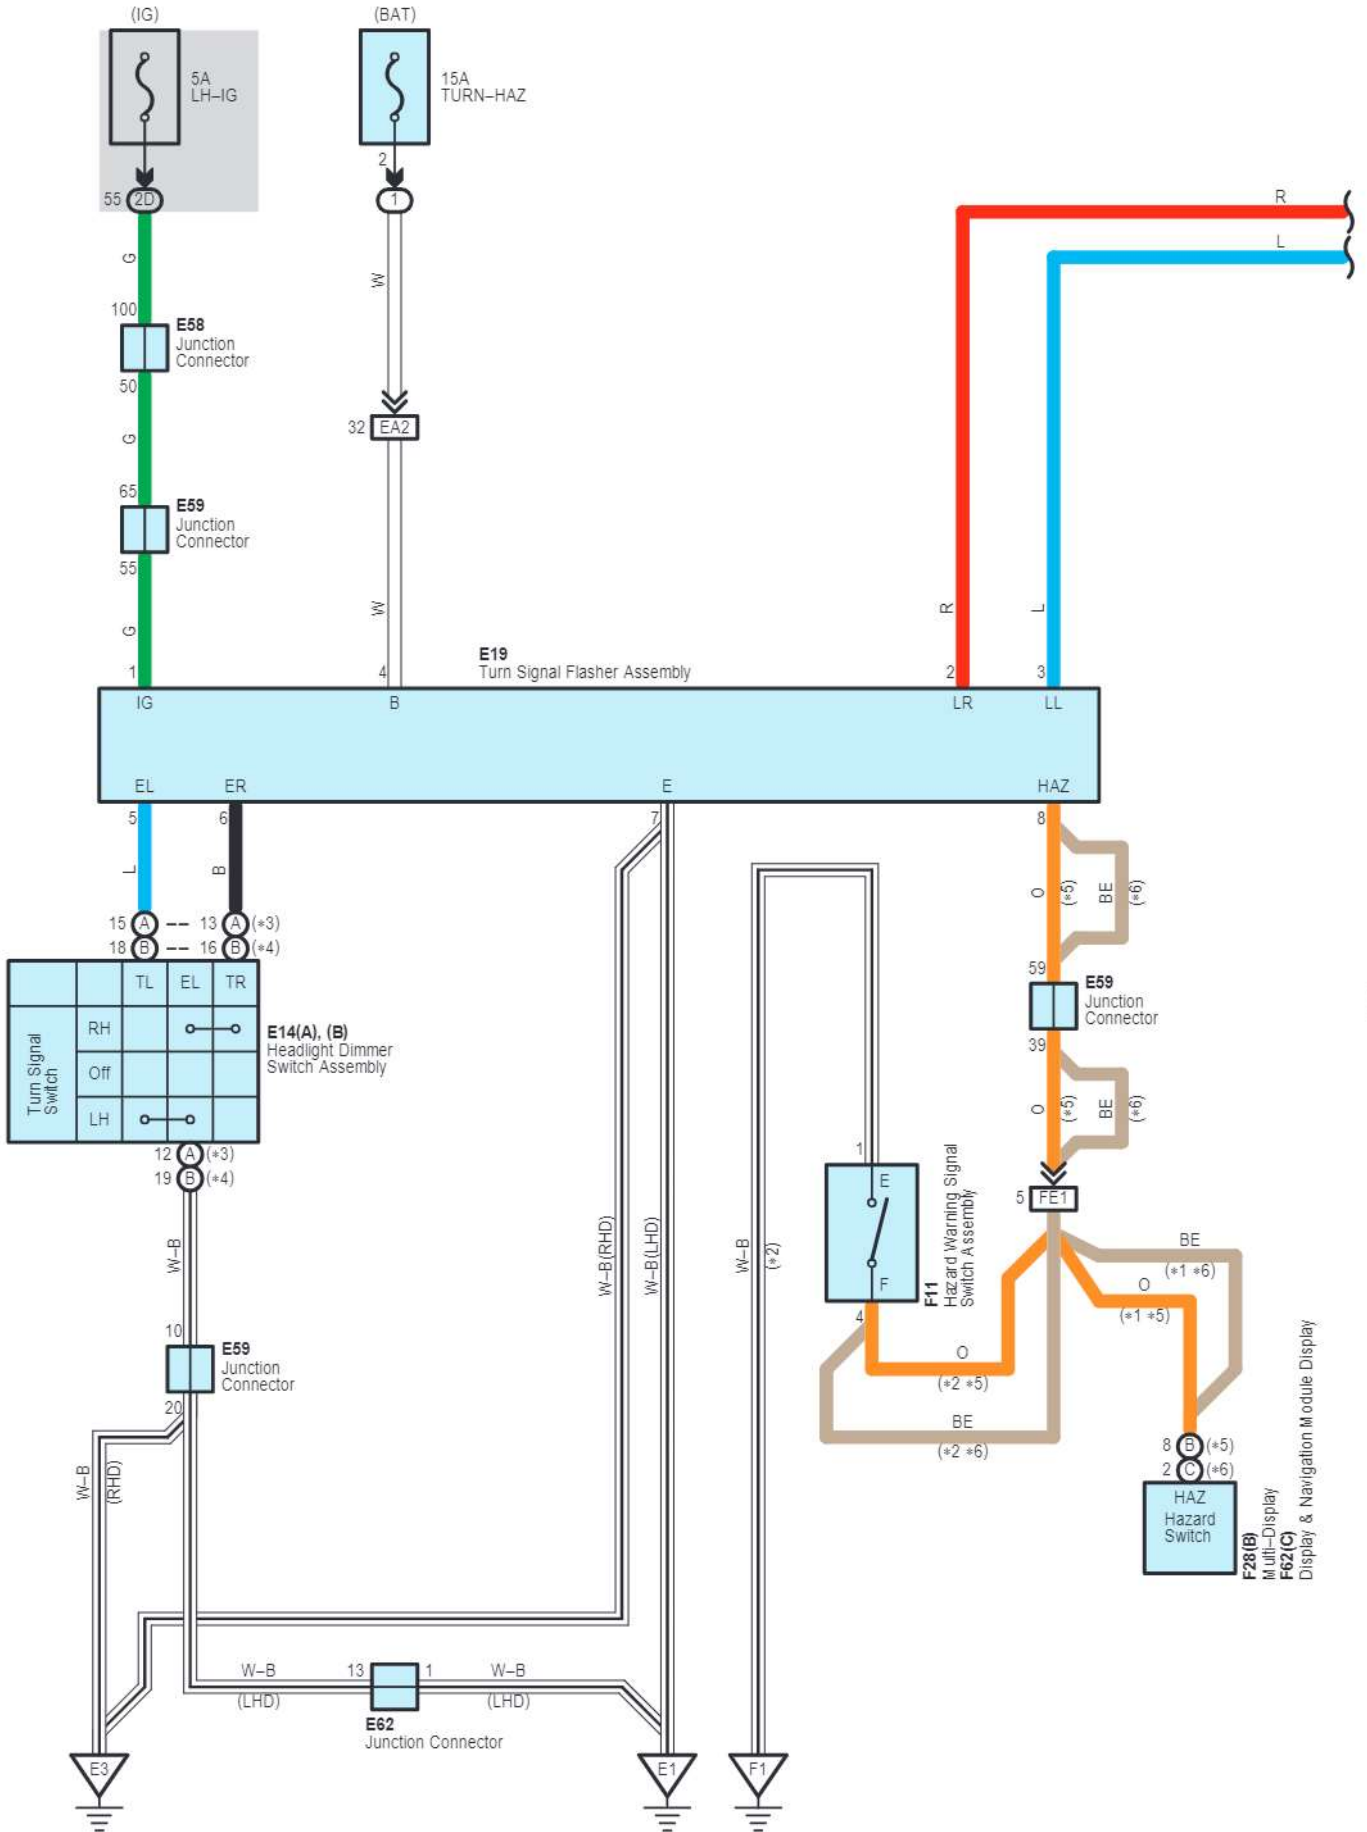 (IG)
(BAT)
5A
LH–IG
15A
TURN–HAZ
2
55
2D
1
R
L
G
W
100
E58
Junction
Connector
50
32
EA2
G
65
E59
Junction
Connector
55
G
W
R
L
E19
Turn Signal Flasher Assembly
1
4
2
3
IG
B
LR
LL
EL
ER
E
HAZ
5
6
7
8
L
B
O
(*5)
BE
(*6)
15
A
13
A
(*3)
18
B
16
B
(*4)
TL
EL
TR
RH
Off
LH
Turn Signal
Switch
E14(A), (B)
Headlight Dimmer
Switch Assembly
59
E59
Junction
Connector
39
O
(*5)
BE
(*6)
12
A
(*3)
19
B
(*4)
1
E
F
F11
Hazard Warning Signal
Switch Assembly
4
5
FE1
W–B
W–B(RHD)
W–B(LHD)
W–B
(*2)
BE
(*1 *6)
O
(*1 *5)
O
(*2 *5)
BE
(*2 *6)
10
E59
Junction
Connector
20
W–B
(RHD)
8
B
(*5)
2
C
(*6)
HAZ
Hazard
Switch
F28(B)
Multi–Display
F62(C)
Display & Navigation Module Display
W–B
(LHD)
13
1
W–B
(LHD)
E62
Junction Connector
E3
E1
F1